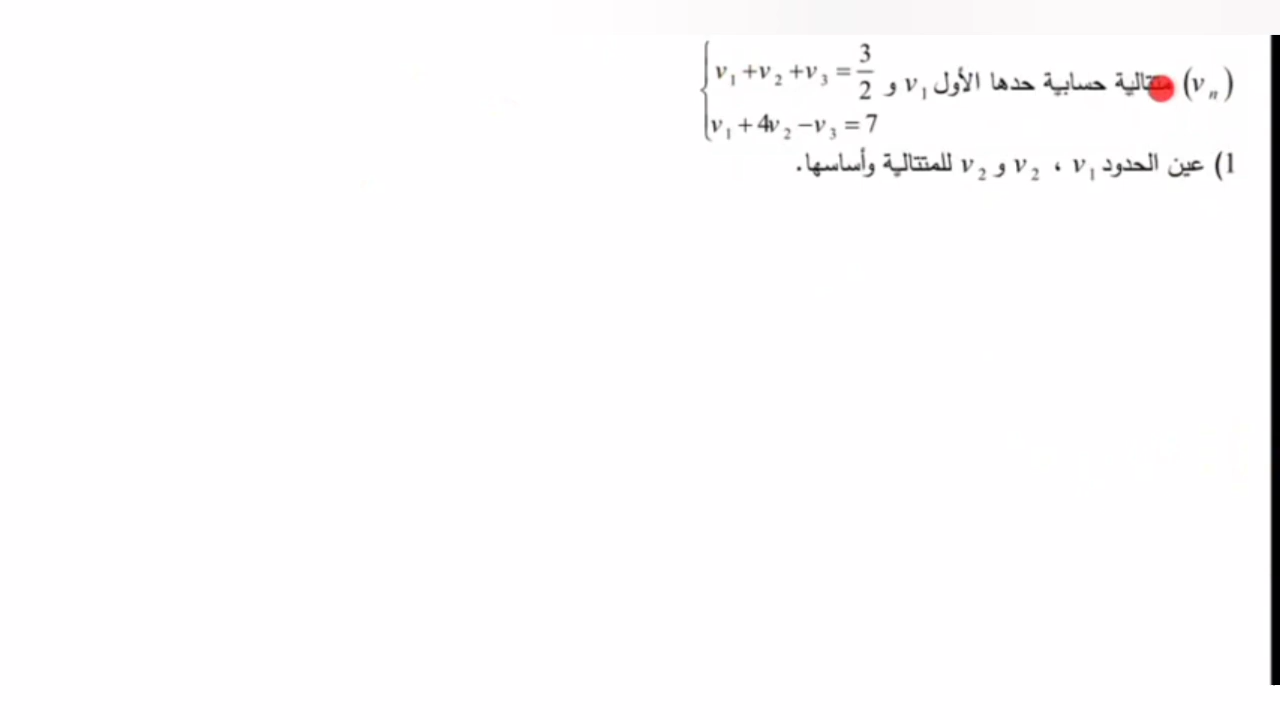 (v_n) متتالية حسابية حدها الأول v_1 و { v_1 + v_2 + v_3 = 3/2
v_1 + 4v_2 − v_3 = 7
1) عين الحدود v_1 ، v_2 و v_2 للمتتالية وأساسها.